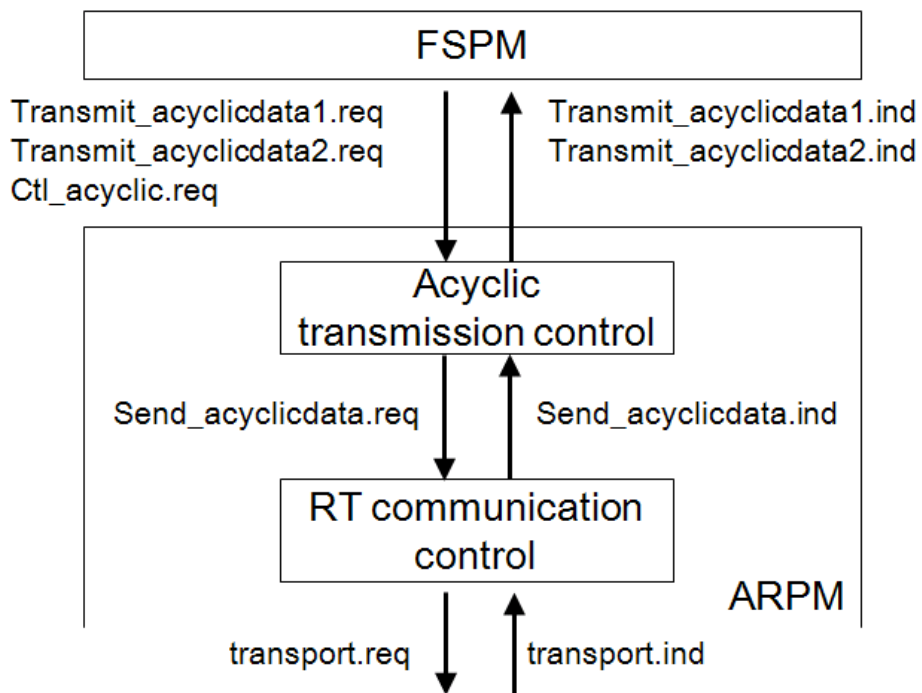 FSPM
Transmit_acyclicdata1.req
Transmit_acyclicdata2.req
Ctl_acyclic.req
Transmit_acyclicdata1.ind
Transmit_acyclicdata2.ind
Acyclic
transmission control
Send_acyclicdata.req
Send_acyclicdata.ind
RT communication
control
ARPM
transport.req
transport.ind